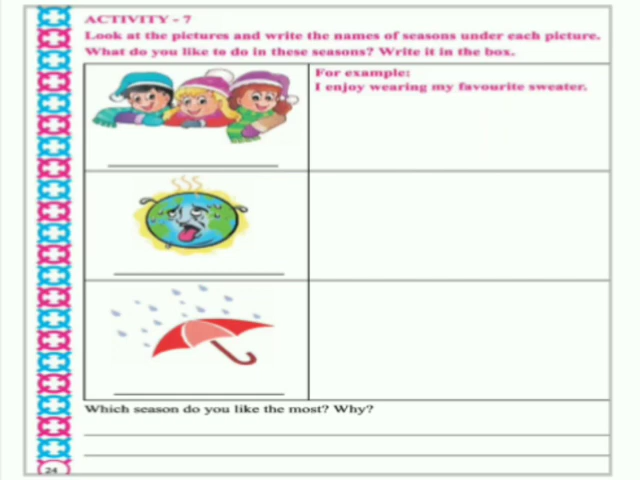 ACTIVITY - 7
Look at the pictures and write the names of seasons under each picture.
What do you like to do in these seasons? Write it in the box.
For example:
I enjoy wearing my favourite sweater.
Which season do you like the most? Why?
24